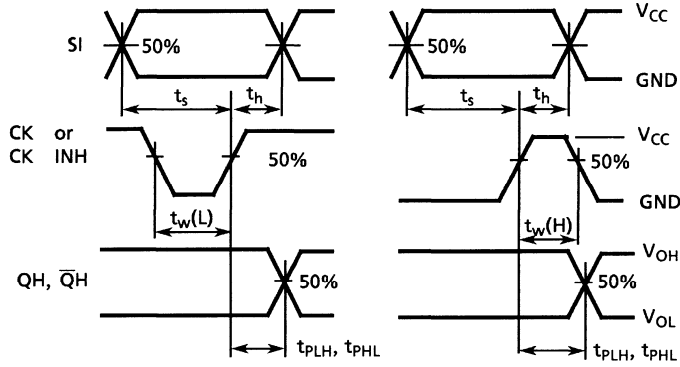 SI 50% 50% VCC
GND
ts th ts th
CK or
CK INH 50% 50% VCC
GND
tw(L) tw(H)
QH, Q̅H 50% 50% VOH
VOL
tPLH, tPHL tPLH, tPHL